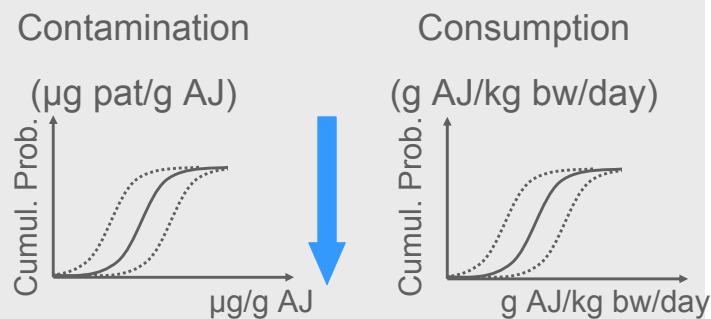 Contamination
(µg pat/g AJ)
Cumul. Prob.
µg/g AJ
Consumption
(g AJ/kg bw/day)
Cumul. Prob.
g AJ/kg bw/day